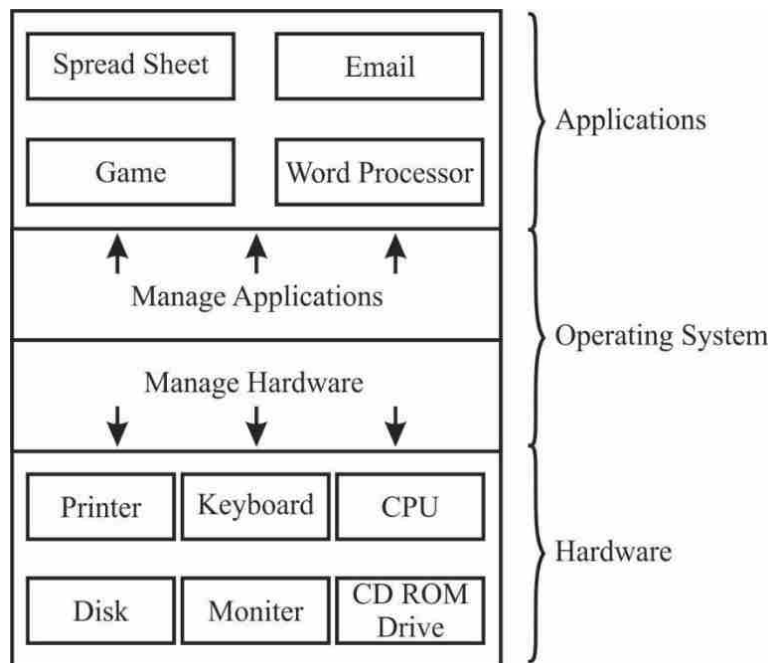 Spread Sheet
Email
Game
Word Processor
Applications
Manage Applications
Manage Hardware
Operating System
Printer
Keyboard
CPU
Disk
Moniter
CD ROM
Drive
Hardware